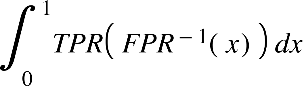 ∫₀¹ TPR( FPR⁻¹( x) ) dx